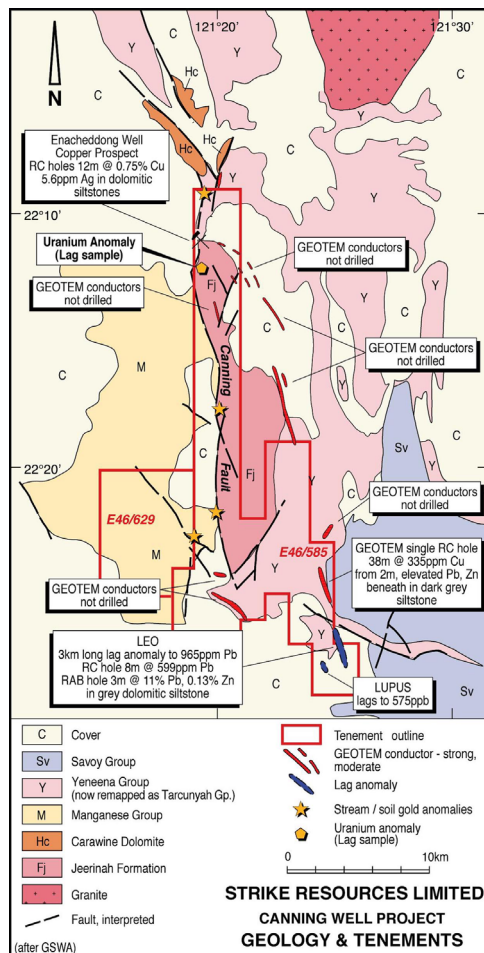 121°20'
121°30'
N
C
Y
C
C
Y
Hc
Hc
Hc
Y
C
Enacheddong Well
Copper Prospect
RC holes 12m @ 0.75% Cu
5.6ppm Ag in dolomitic
siltstones
22°10'
Uranium Anomaly
(Lag sample)
GEOTEM conductors
not drilled
GEOTEM conductors
not drilled
Fj
Y
C
Y
Y
C
GEOTEM conductors
not drilled
C
M
Canning
Fault
C
Y
Sv
C
22°20'
C
Fj
Y
GEOTEM conductors
not drilled
E46/629
E46/585
GEOTEM single RC hole
38m @ 335ppm Cu
from 2m, elevated Pb, Zn
beneath in dark grey
siltstone
M
Y
GEOTEM conductors
not drilled
LEO
3km long lag anomaly to 965ppm Pb
RC hole 8m @ 599ppm Pb
RAB hole 3m @ 11% Pb, 0.13% Zn
in grey dolomitic siltstone
Y
C
LUPUS
lags to 575ppb
Sv
C Cover
Sv Savoy Group
Y Yeneena Group
(now remapped as Tarcunyah Gp.)
M Manganese Group
Hc Carawine Dolomite
Fj Jeerinah Formation
Granite
Fault, interpreted
(after GSWA)
Tenement outline
GEOTEM conductor - strong,
moderate
Lag anomaly
Stream / soil gold anomalies
Uranium anomaly
(Lag sample)
0 10km
STRIKE RESOURCES LIMITED
CANNING WELL PROJECT
GEOLOGY & TENEMENTS